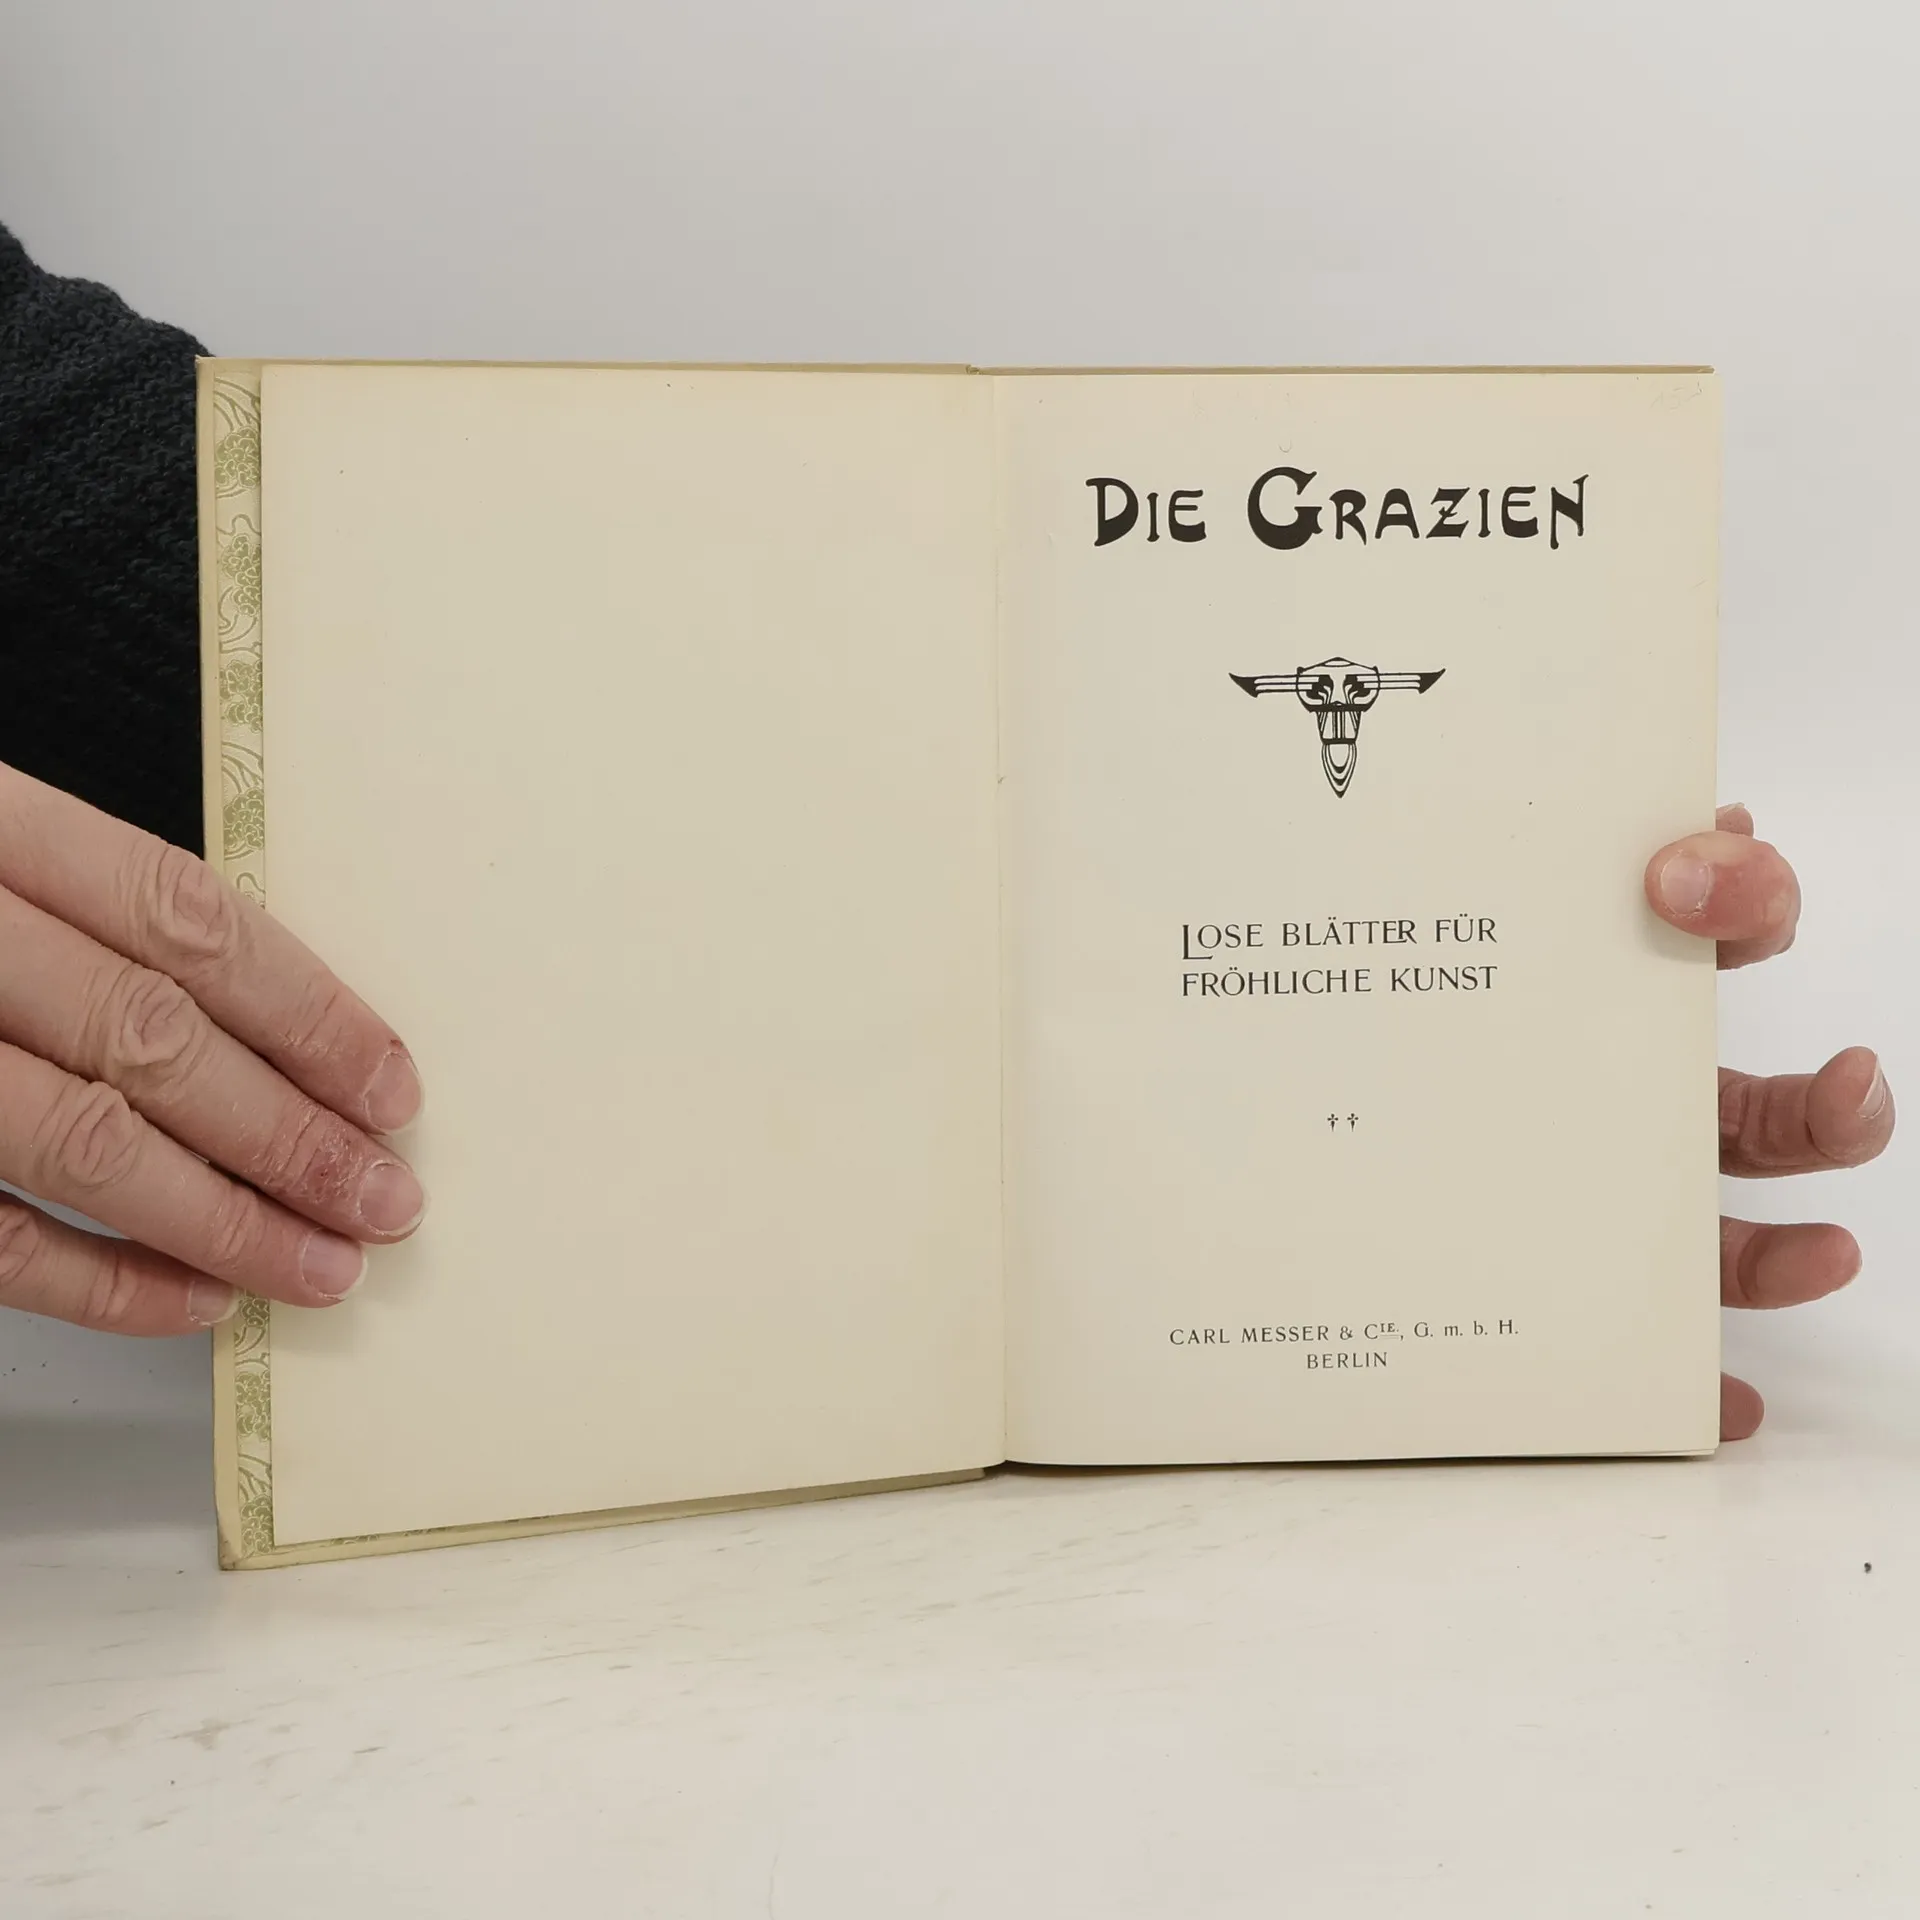 DIE GRAZIEN
LOSE BLÄTTER FÜR
FRÖHLICHE KUNST
††
CARL MESSER & CIE., G. m. b. H.
BERLIN